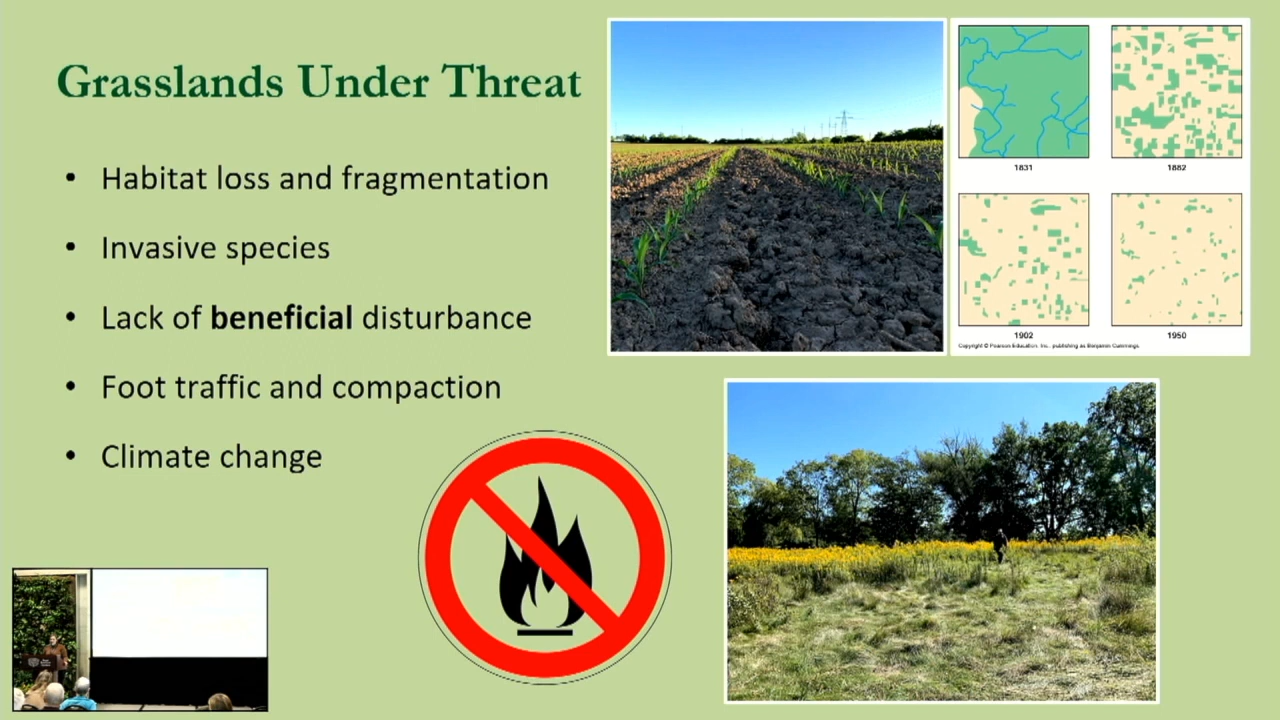 Grasslands Under Threat
• Habitat loss and fragmentation
• Invasive species
• Lack of beneficial disturbance
• Foot traffic and compaction
• Climate change
1831
1882
1902
1950
Copyright © Pearson Education, Inc., publishing as Benjamin Cummings.